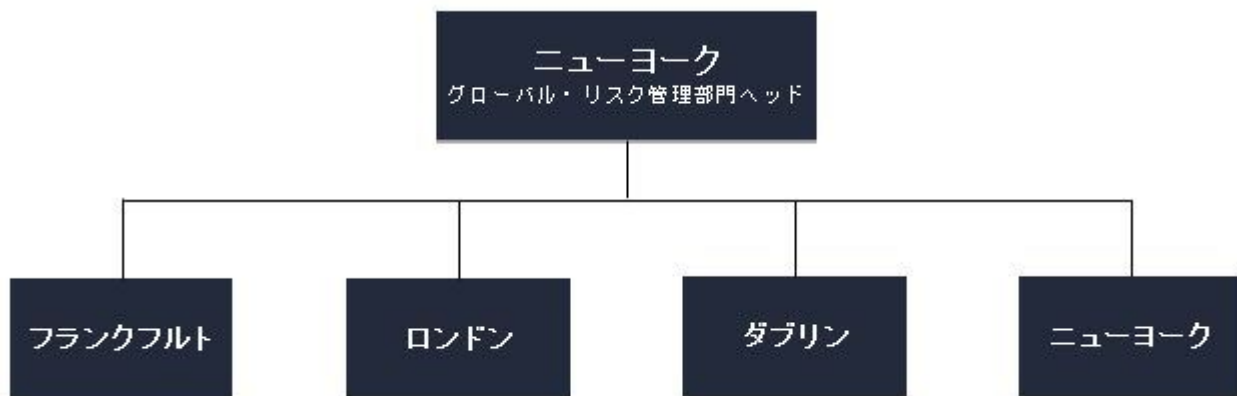 ニューヨーク
グローバル・リスク管理部門ヘッド
フランクフルト
ロンドン
ダブリン
ニューヨーク